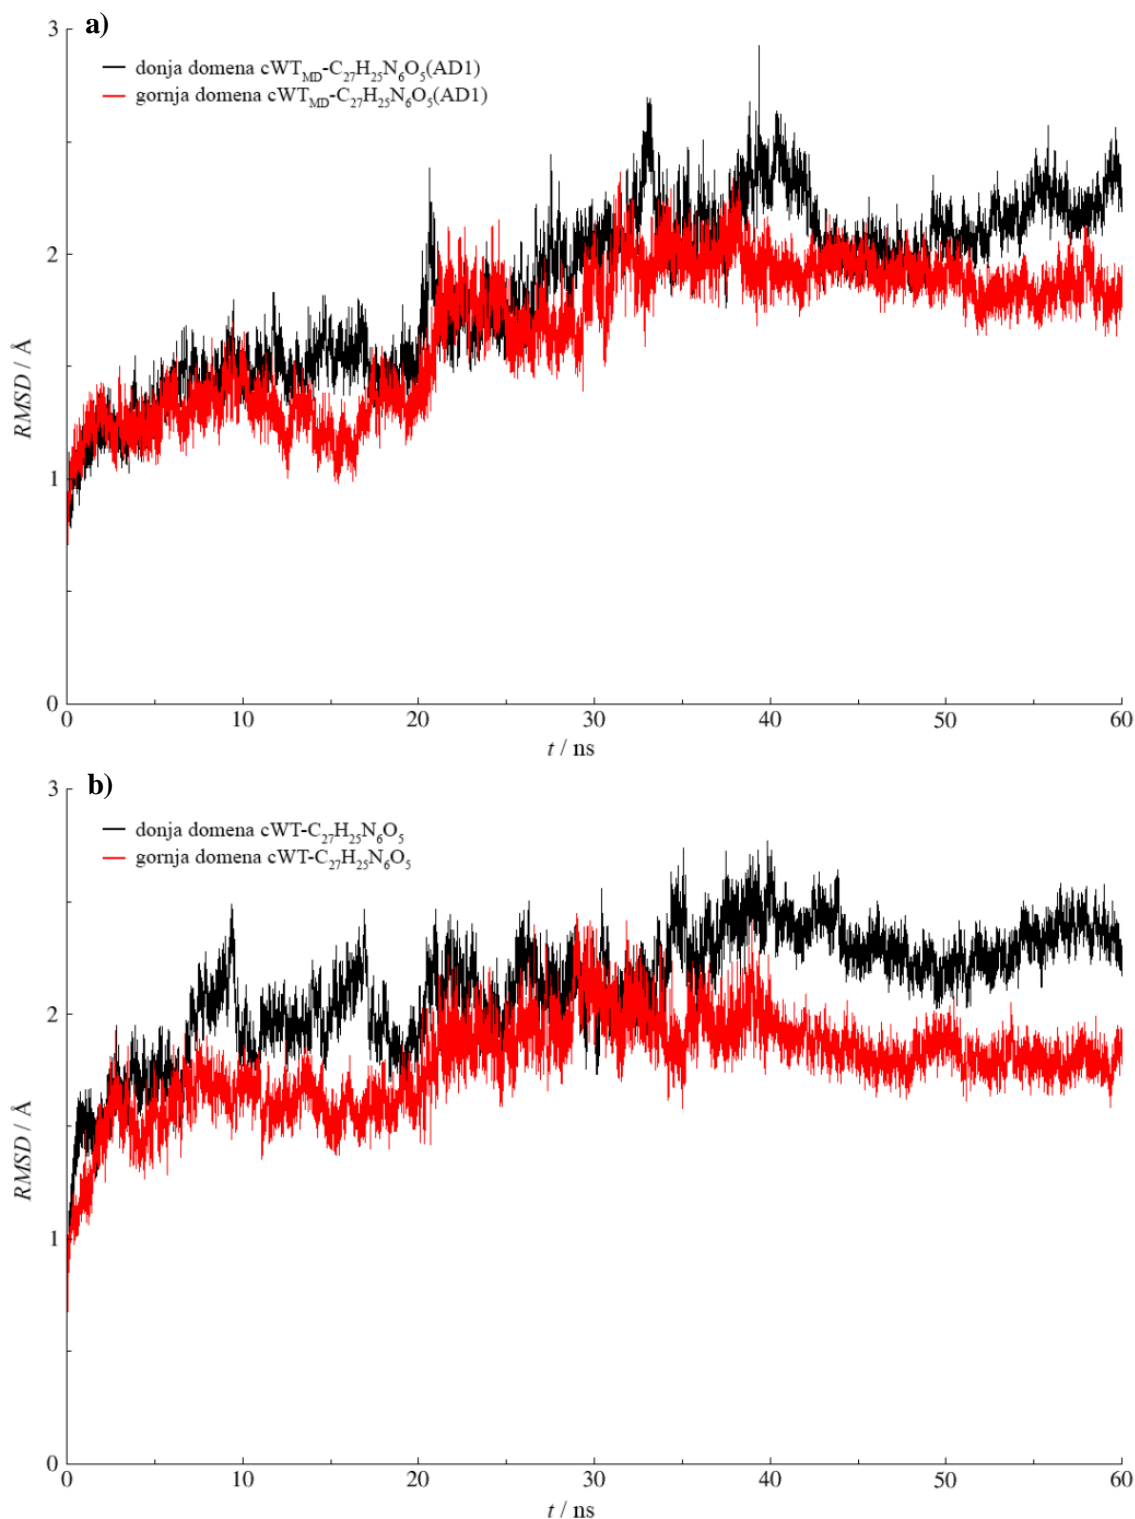 a)
3
donja domena cWT_MD-C₂₇H₂₅N₆O₅(AD1)
gornja domena cWT_MD-C₂₇H₂₅N₆O₅(AD1)
2
RMSD / Å
1
0
0 10 20 30 40 50 60
t / ns
b)
3
donja domena cWT-C₂₇H₂₅N₆O₅
gornja domena cWT-C₂₇H₂₅N₆O₅
2
RMSD / Å
1
0
0 10 20 30 40 50 60
t / ns